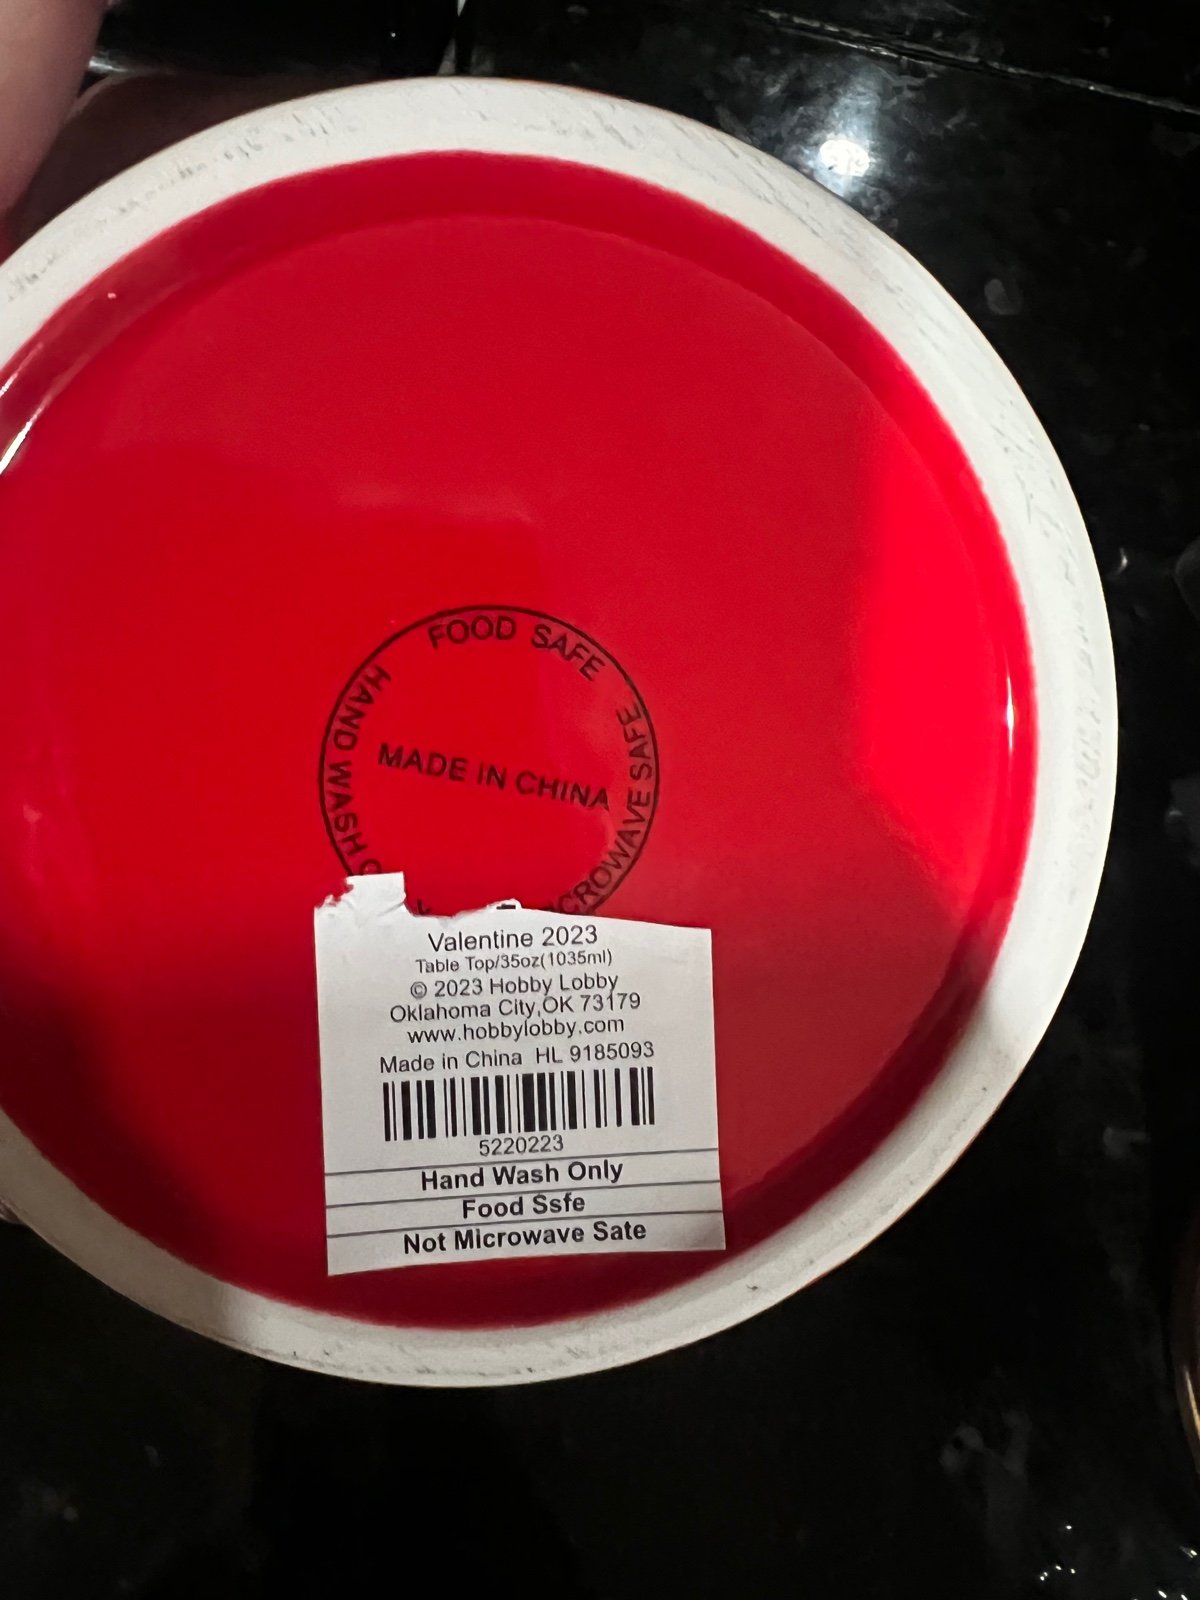 FOOD SAFE
HAND WASH
MADE IN CHINA
SAFE
Valentine 2023
Table Top/35oz(1035ml)
© 2023 Hobby Lobby
Oklahoma City,OK 73179
www.hobbylobby.com
Made in China HL 9185093
5220223
Hand Wash Only
Food Ssfe
Not Microwave Sate